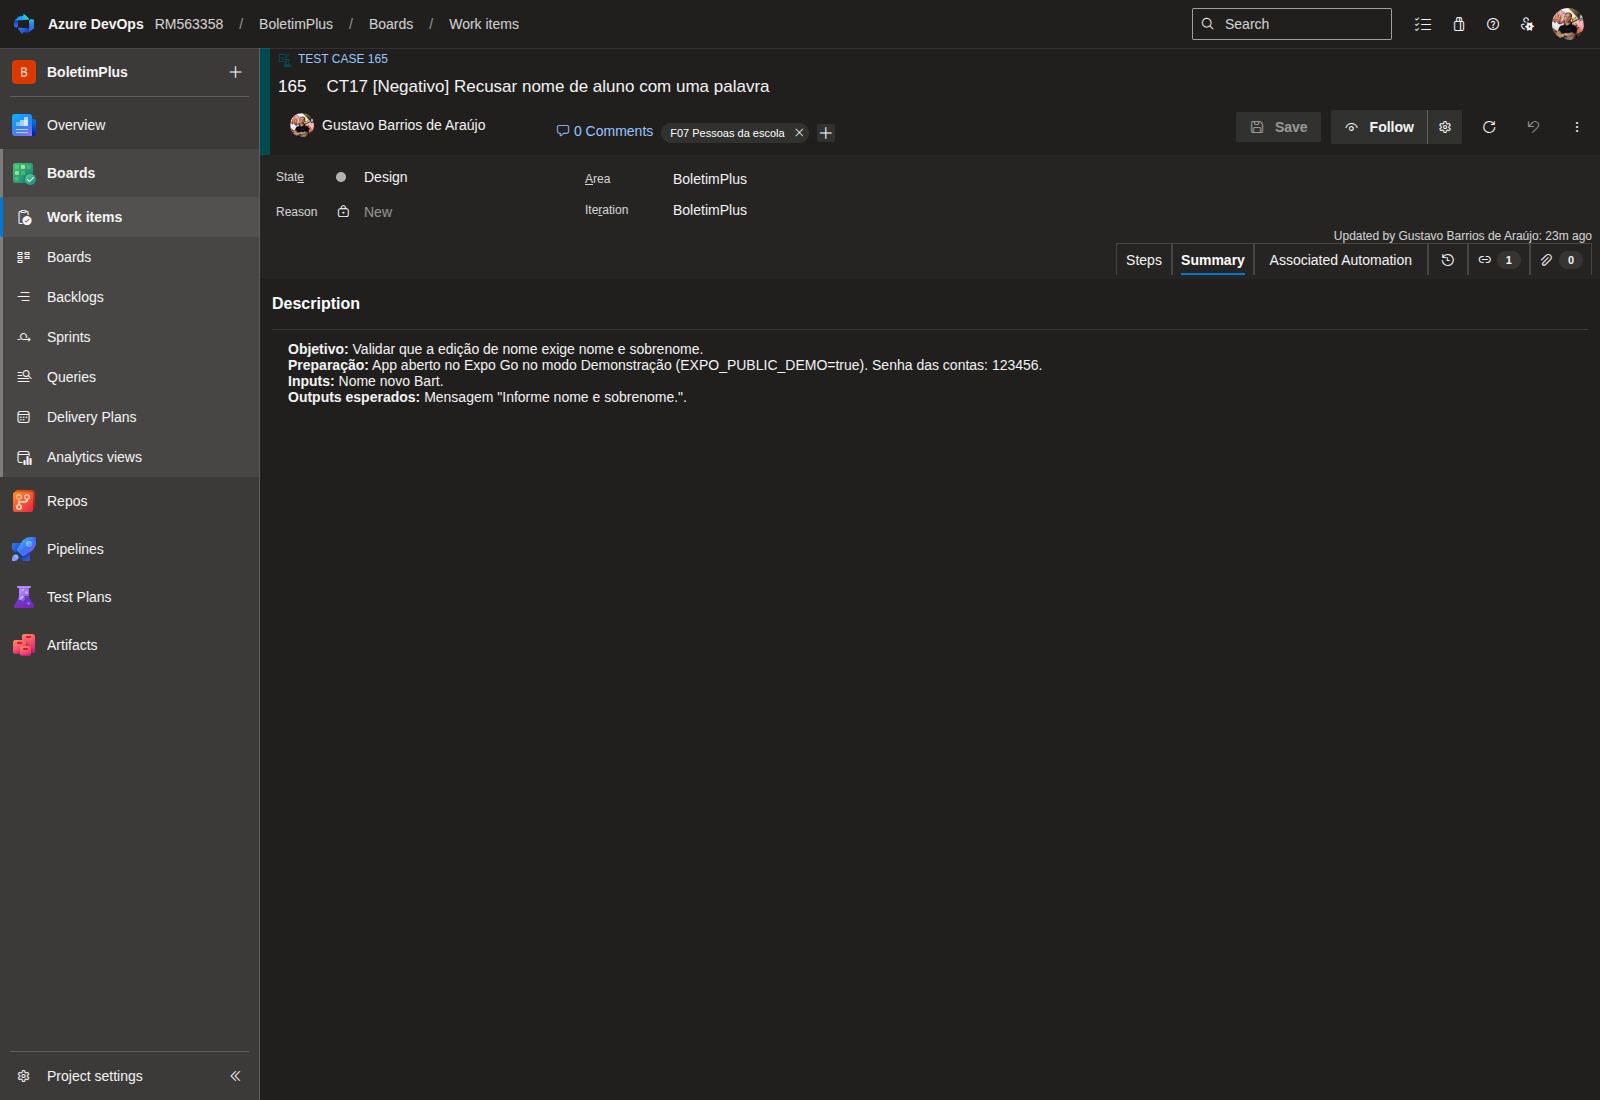 Azure DevOps RM563358 / BoletimPlus / Boards / Work items
Search
B BoletimPlus
Overview
Boards
Work items
Boards
Backlogs
Sprints
Queries
Delivery Plans
Analytics views
Repos
Pipelines
Test Plans
Artifacts
Project settings
TEST CASE 165
165 CT17 [Negativo] Recusar nome de aluno com uma palavra
Gustavo Barrios de Araújo
0 Comments
F07 Pessoas da escola
Save
Follow
State Design
Area BoletimPlus
Reason New
Iteration BoletimPlus
Updated by Gustavo Barrios de Araújo: 23m ago
Steps Summary Associated Automation 1 0
Description
Objetivo: Validar que a edição de nome exige nome e sobrenome.
Preparação: App aberto no Expo Go no modo Demonstração (EXPO_PUBLIC_DEMO=true). Senha das contas: 123456.
Inputs: Nome novo Bart.
Outputs esperados: Mensagem "Informe nome e sobrenome.".